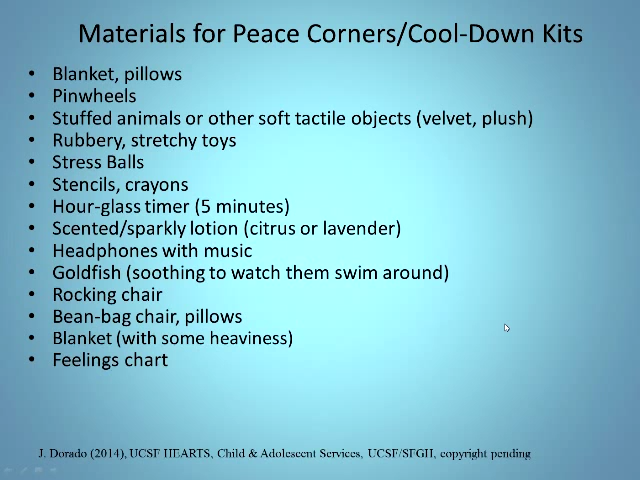 Materials for Peace Corners/Cool-Down Kits
• Blanket, pillows
• Pinwheels
• Stuffed animals or other soft tactile objects (velvet, plush)
• Rubbery, stretchy toys
• Stress Balls
• Stencils, crayons
• Hour-glass timer (5 minutes)
• Scented/sparkly lotion (citrus or lavender)
• Headphones with music
• Goldfish (soothing to watch them swim around)
• Rocking chair
• Bean-bag chair, pillows
• Blanket (with some heaviness)
• Feelings chart
J. Dorado (2014), UCSF HEARTS, Child & Adolescent Services, UCSF/SFGH, copyright pending